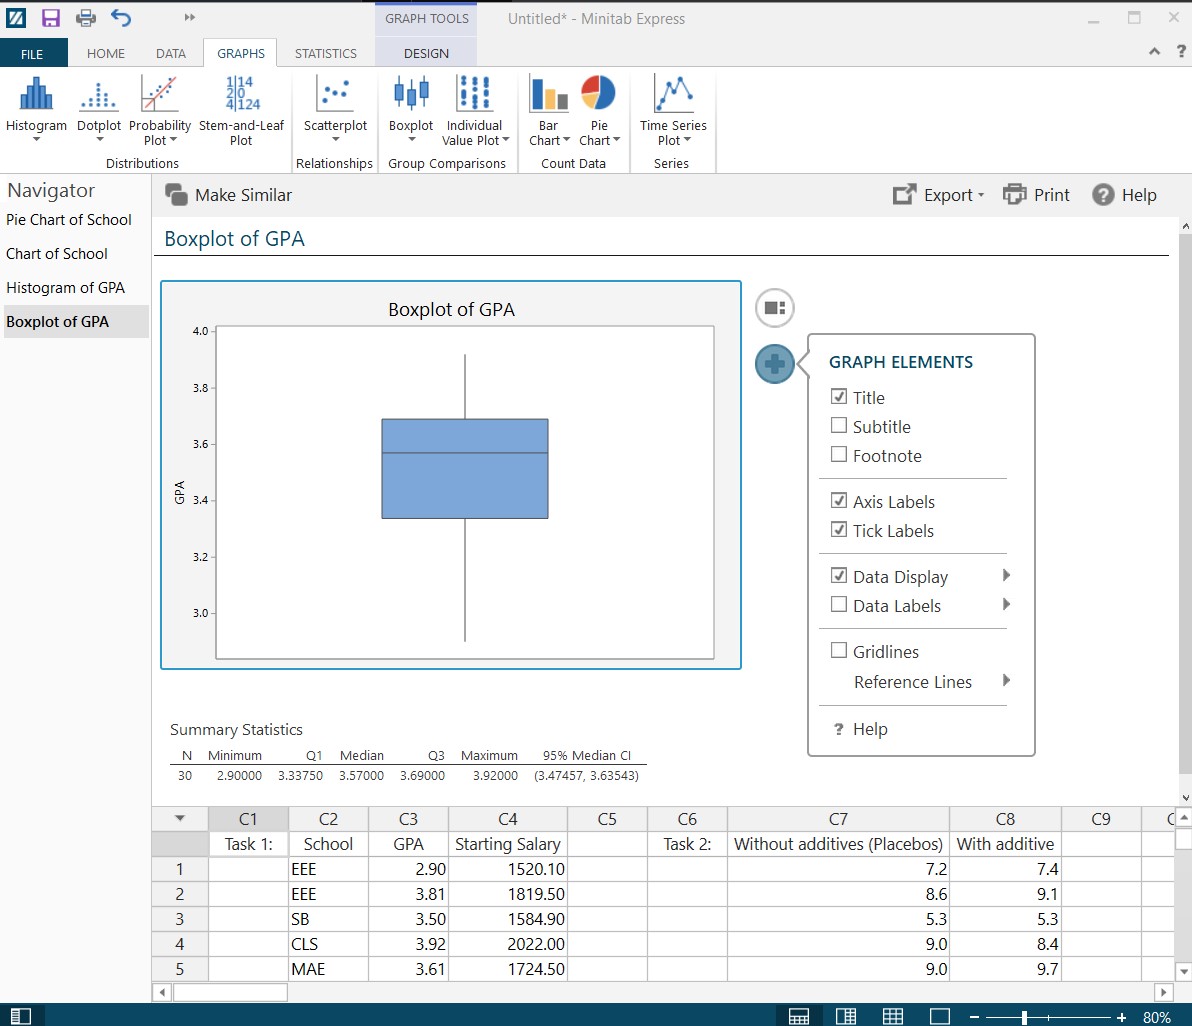 GRAPH TOOLS
Untitled* - Minitab Express
FILE
HOME
DATA
GRAPHS
STATISTICS
DESIGN
?
1|14
2|0
4|124
Histogram
Dotplot
Probability
Plot
Stem-and-Leaf
Plot
Scatterplot
Boxplot
Individual
Value Plot
Bar
Chart
Pie
Chart
Time Series
Plot
Distributions
Relationships
Group Comparisons
Count Data
Series
Navigator
Pie Chart of School
Chart of School
Histogram of GPA
Boxplot of GPA
Make Similar
Export
Print
? Help
Boxplot of GPA
Boxplot of GPA
4.0
3.8
3.6
3.4
3.2
3.0
GPA
GRAPH ELEMENTS
Title
Subtitle
Footnote
Axis Labels
Tick Labels
Data Display
Data Labels
Gridlines
Reference Lines
? Help
Summary Statistics
N Minimum Q1 Median Q3 Maximum 95% Median CI
30 2.90000 3.33750 3.57000 3.69000 3.92000 (3.47457, 3.63543)
C1 C2 C3 C4 C5 C6 C7 C8 C9 C
Task 1: School GPA Starting Salary Task 2: Without additives (Placebos) With additive
1 EEE 2.90 1520.10 7.2 7.4
2 EEE 3.81 1819.50 8.6 9.1
3 SB 3.50 1584.90 5.3 5.3
4 CLS 3.92 2022.00 9.0 8.4
5 MAE 3.61 1724.50 9.0 9.7
80%